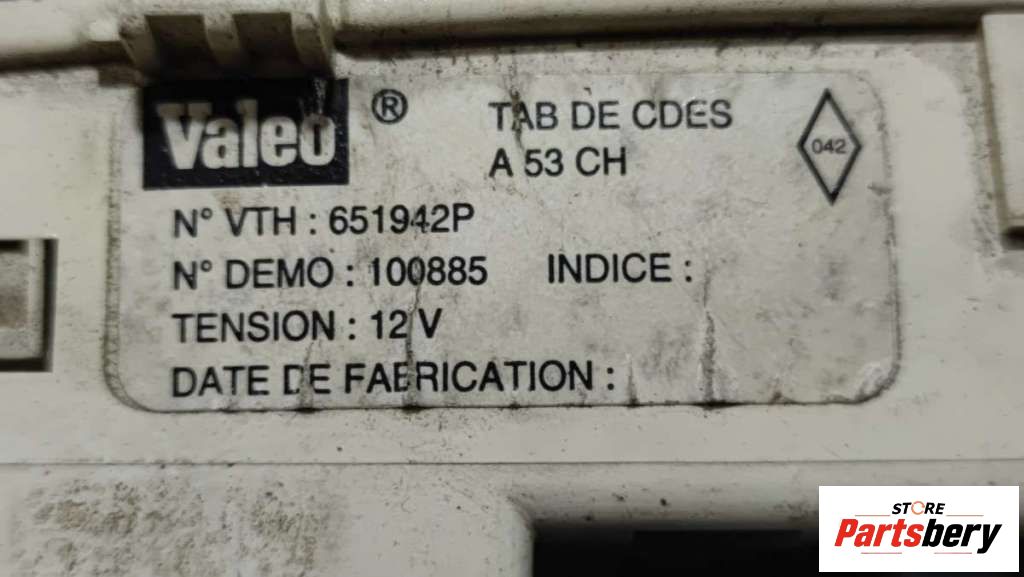 Valeo ® TAB DE CDES
A 53 CH
042
N° VTH : 651942P
N° DEMO : 100885 INDICE :
TENSION : 12 V
DATE DE FABRICATION :
STORE
Partsbery